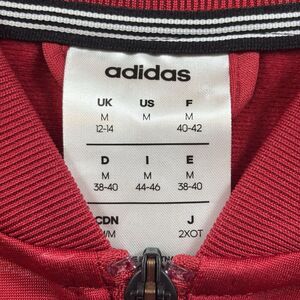 adidas
UK US F
M M M
12-14 40-42
D I E
M M M
38-40 44-46 38-40
CDN J
M/M 2XOT